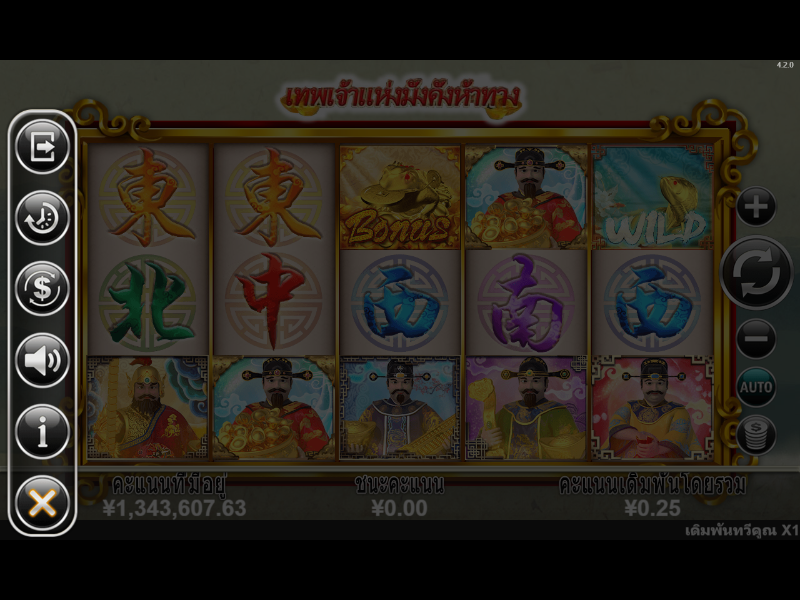 4.2.0
เทพเจ้าแห่งมั่งคั่งห้าทวง
東 東 Bonus WILD
北 中 西 南 西
AUTO
คะแนนที่มีอยู่ ชนะคะแนน คะแนนเดิมพันโดยรวม
¥1,343,607.63 ¥0.00 ¥0.25
เดิมพันทวีคูณ X1